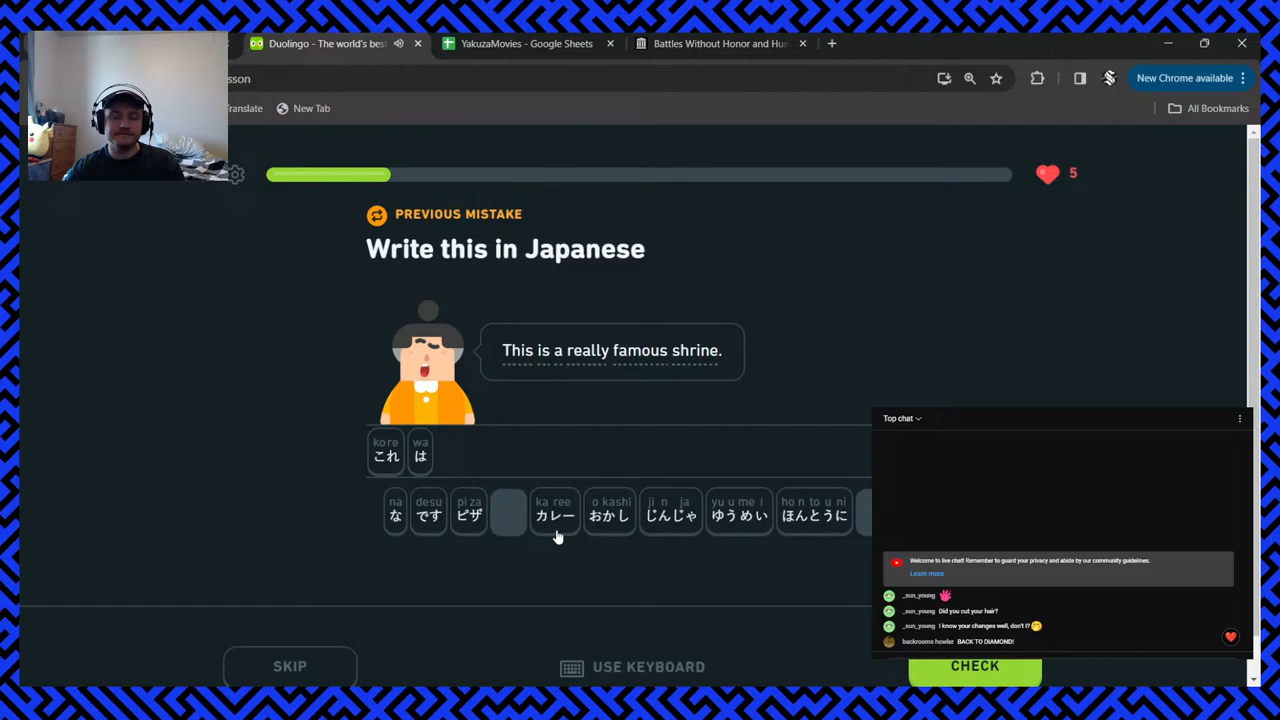 Duolingo - The world's bes
YakuzaMovies - Google Sheets
Battles Without Honor and Hun
sson
New Chrome available
Translate
New Tab
All Bookmarks
5
PREVIOUS MISTAKE
Write this in Japanese
This is a really famous shrine.
kore wa
これ は
na desu pi za ka ree o kashi ji n ja yu u me i ho n to u ni
な です ピザ カレー おかし じんじゃ ゆうめい ほんとうに
SKIP
USE KEYBOARD
CHECK
Top chat
Welcome to live chat! Remember to guard your privacy and abide by our community guidelines.
Learn more
_sun_young
_sun_young Did you cut your hair?
_sun_young I know your changes well, don't I?
backrooms howler BACK TO DIAMOND!